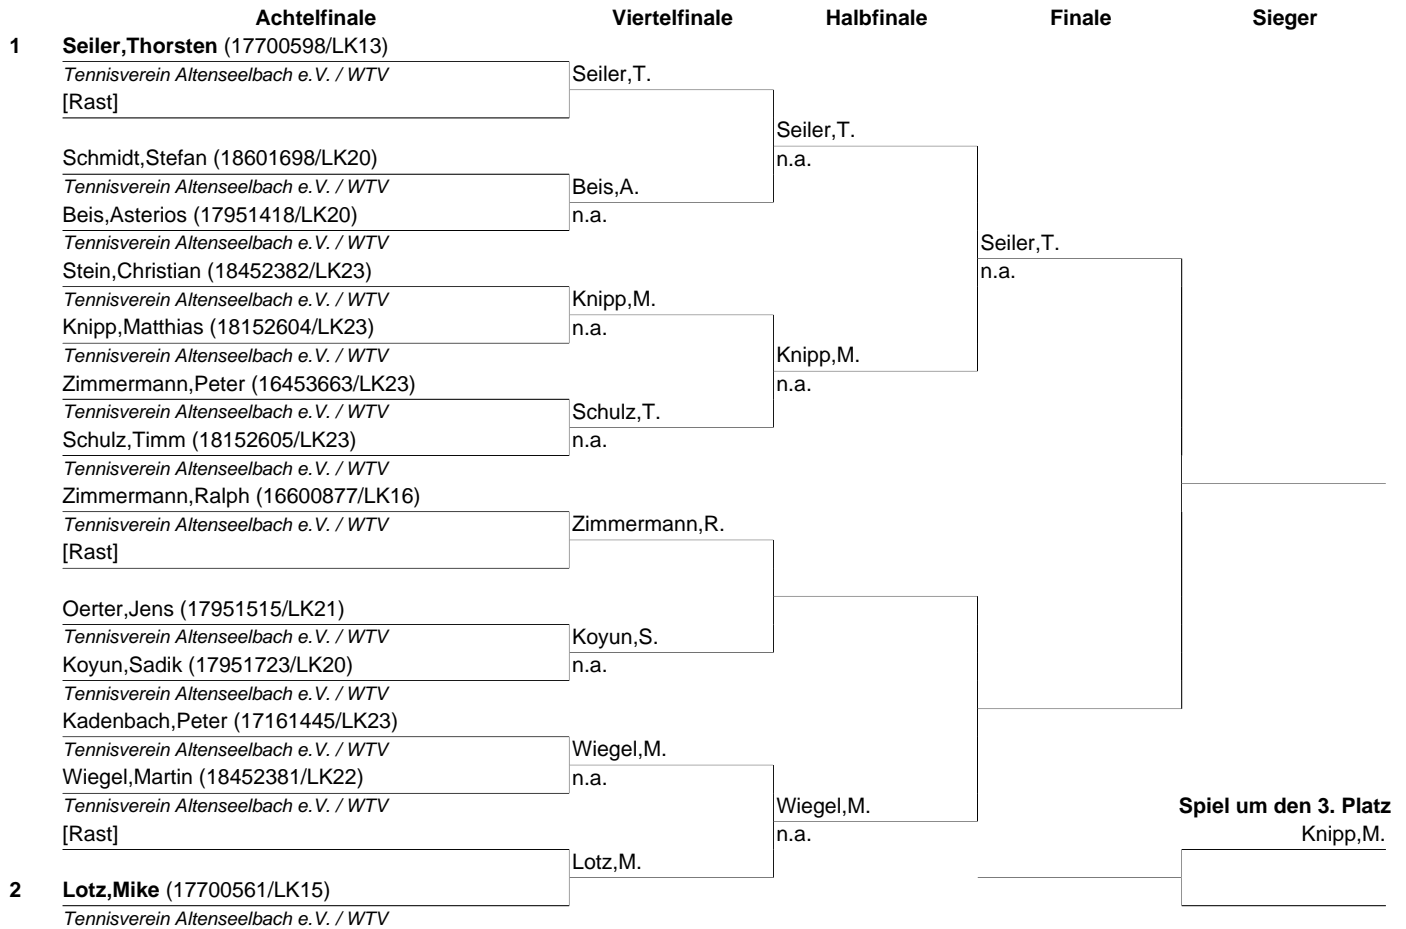 Achtelfinale Viertelfinale Halbfinale Finale Sieger
1 Seiler,Thorsten (17700598/LK13)
Tennisverein Altenseelbach e.V. / WTV Seiler,T.
[Rast]
Seiler,T.
Schmidt,Stefan (18601698/LK20) n.a.
Tennisverein Altenseelbach e.V. / WTV Beis,A.
Beis,Asterios (17951418/LK20) n.a.
Tennisverein Altenseelbach e.V. / WTV Seiler,T.
Stein,Christian (18452382/LK23) n.a.
Tennisverein Altenseelbach e.V. / WTV Knipp,M.
Knipp,Matthias (18152604/LK23) n.a.
Tennisverein Altenseelbach e.V. / WTV Knipp,M.
Zimmermann,Peter (16453663/LK23) n.a.
Tennisverein Altenseelbach e.V. / WTV Schulz,T.
Schulz,Timm (18152605/LK23) n.a.
Tennisverein Altenseelbach e.V. / WTV
Zimmermann,Ralph (16600877/LK16)
Tennisverein Altenseelbach e.V. / WTV Zimmermann,R.
[Rast]
Oerter,Jens (17951515/LK21)
Tennisverein Altenseelbach e.V. / WTV Koyun,S.
Koyun,Sadik (17951723/LK20) n.a.
Tennisverein Altenseelbach e.V. / WTV
Kadenbach,Peter (17161445/LK23)
Tennisverein Altenseelbach e.V. / WTV Wiegel,M.
Wiegel,Martin (18452381/LK22) n.a.
Tennisverein Altenseelbach e.V. / WTV Wiegel,M. Spiel um den 3. Platz
[Rast] n.a. Knipp,M.
Lotz,M.
2 Lotz,Mike (17700561/LK15)
Tennisverein Altenseelbach e.V. / WTV